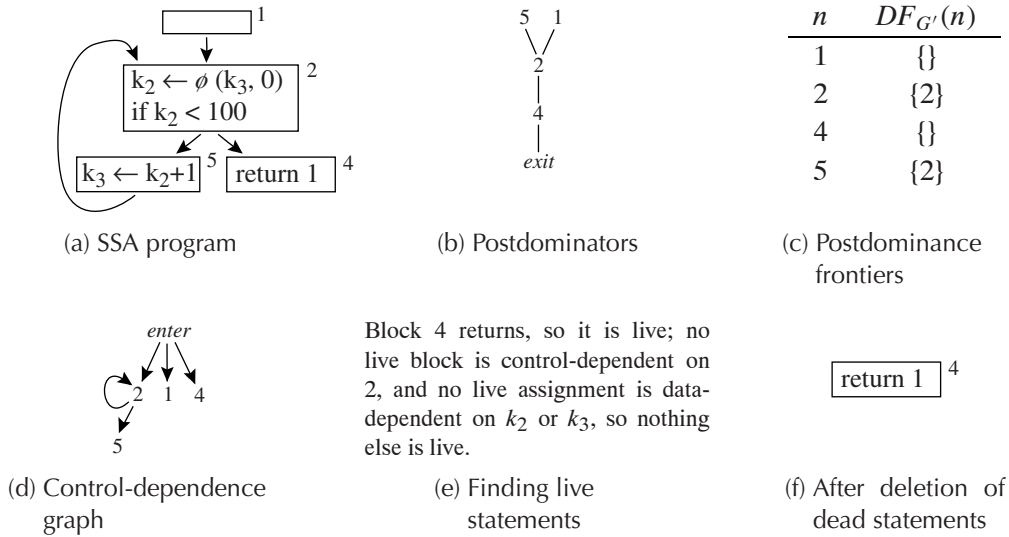 1
k₂ ← ϕ (k₃, 0)
if k₂ < 100
2
k₃ ← k₂+1
5
return 1
4
(a) SSA program
5 1
2
4
exit
(b) Postdominators
n DF_G′(n)
1 {}
2 {2}
4 {}
5 {2}
(c) Postdominance
frontiers
enter
2 1 4
5
(d) Control-dependence
graph
Block 4 returns, so it is live; no
live block is control-dependent on
2, and no live assignment is data-
dependent on k₂ or k₃, so nothing
else is live.
(e) Finding live
statements
return 1
4
(f) After deletion of
dead statements